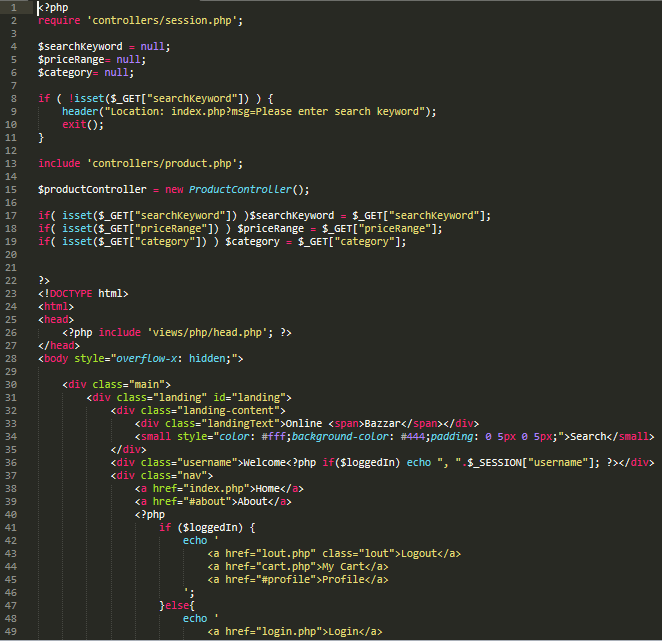 1 <?php
2 require 'controllers/session.php';
3
4 $searchKeyword = null;
5 $priceRange= null;
6 $category= null;
7
8 if ( !isset($_GET["searchKeyword"]) ) {
9 header("Location: index.php?msg=Please enter search keyword");
10 exit();
11 }
12
13 include 'controllers/product.php';
14
15 $productController = new ProductController();
16
17 if( isset($_GET["searchKeyword"]) )$searchKeyword = $_GET["searchKeyword"];
18 if( isset($_GET["priceRange"]) ) $priceRange = $_GET["priceRange"];
19 if( isset($_GET["category"]) ) $category = $_GET["category"];
20
21
22 ?>
23 <!DOCTYPE html>
24 <html>
25 <head>
26 <?php include 'views/php/head.php'; ?>
27 </head>
28 <body style="overflow-x: hidden;">
29
30 <div class="main">
31 <div class="landing" id="landing">
32 <div class="landing-content">
33 <div class="landingText">Online <span>Bazzar</span></div>
34 <small style="color: #fff;background-color: #444;padding: 0 5px 0 5px;">Search</small>
35 </div>
36 <div class="username">Welcome<?php if($loggedIn) echo ", ".$_SESSION["username"]; ?></div>
37 <div class="nav">
38 <a href="index.php">Home</a>
39 <a href="#about">About</a>
40 <?php
41 if ($loggedIn) {
42 echo '
43 <a href="lout.php" class="lout">Logout</a>
44 <a href="cart.php">My Cart</a>
45 <a href="#profile">Profile</a>
46 ';
47 }else{
48 echo '
49 <a href="login.php">Login</a>